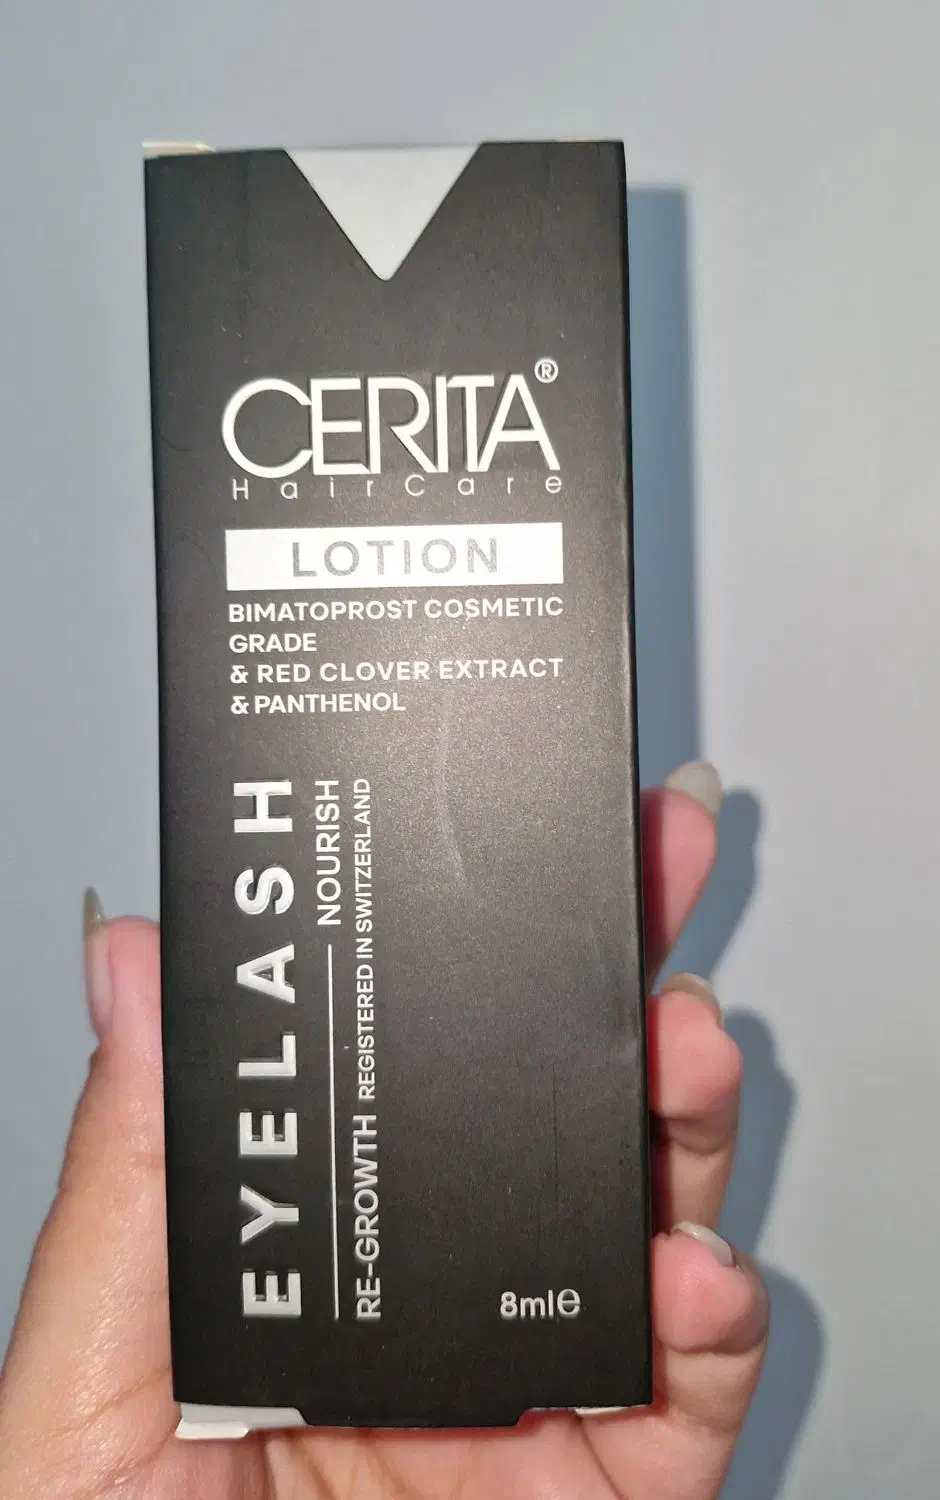 CERITA®
HairCare
LOTION
BIMATOPROST COSMETIC
GRADE
& RED CLOVER EXTRACT
& PANTHENOL
EYELASH
NOURISH
RE-GROWTH REGISTERED IN SWITZERLAND
8ml℮